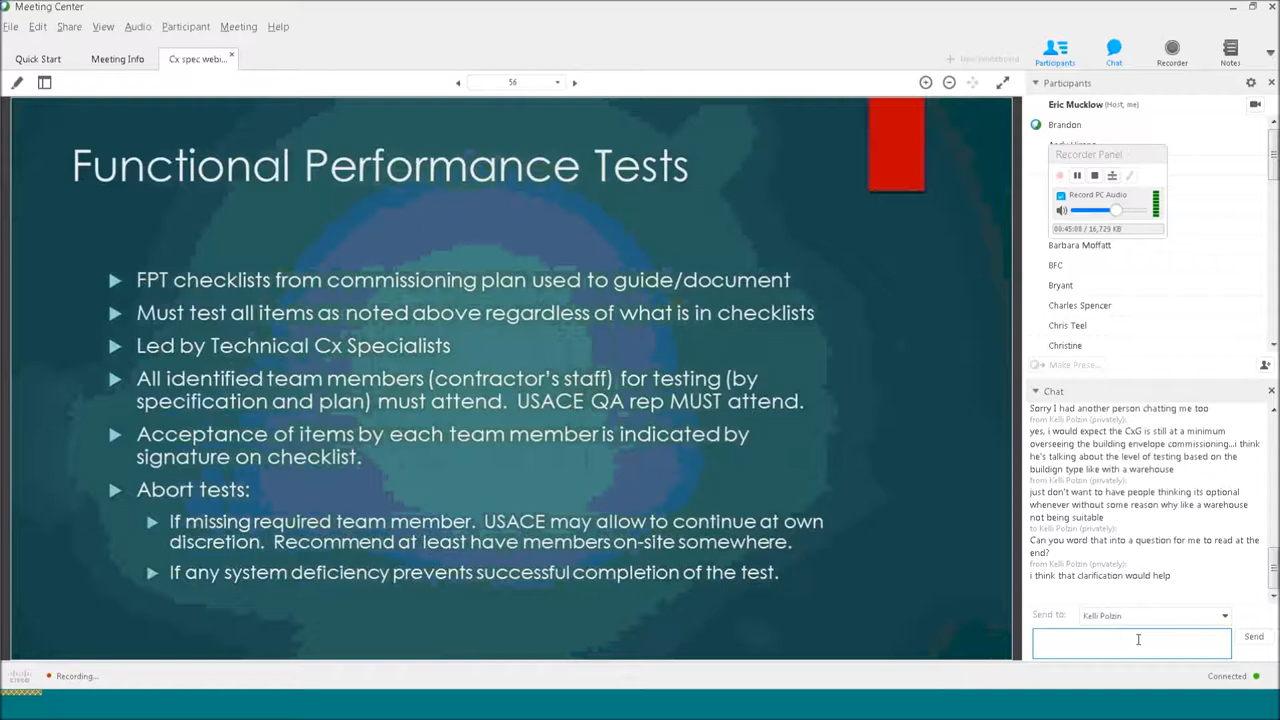 Meeting Center
File Edit Share View Audio Participant Meeting Help
Quick Start
Meeting Info
Cx spec webi...
Participants
Chat
Recorder
Notes
56
Functional Performance Tests
FPT checklists from commissioning plan used to guide/document
Must test all items as noted above regardless of what is in checklists
Led by Technical Cx Specialists
All identified team members (contractor's staff) for testing (by
specification and plan) must attend. USACE QA rep MUST attend.
Acceptance of items by each team member is indicated by
signature on checklist.
Abort tests:
If missing required team member. USACE may allow to continue at own
discretion. Recommend at least have members on-site somewhere.
If any system deficiency prevents successful completion of the test.
Participants
Eric Mucklow (Host, me)
Brandon
Recorder Panel
Record PC Audio
00:45:08 / 16,729 KB
Barbara Moffatt
BFC
Bryant
Charles Spencer
Chris Teel
Christine
Make Prese...
Chat
Sorry I had another person chatting me too
from Kelli Polzin (privately):
yes, i would expect the CxG is still at a minimum
overseeing the building envelope commissioning...i think
he's talking about the level of testing based on the
buildign type like with a warehouse
from Kelli Polzin (privately):
just don't want to have people thinking its optional
whenever without some reason why like a warehouse
not being suitable
to Kelli Polzin (privately):
Can you word that into a question for me to read at the
end?
from Kelli Polzin (privately):
i think that clarification would help
Send to: Kelli Polzin
Send
Recording...
Connected